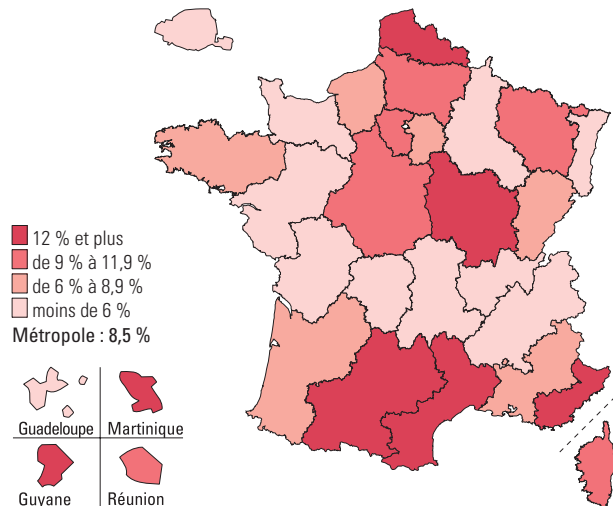 12 % et plus
de 9 % à 11,9 %
de 6 % à 8,9 %
moins de 6 %
Métropole : 8,5 %
Guadeloupe
Martinique
Guyane
Réunion